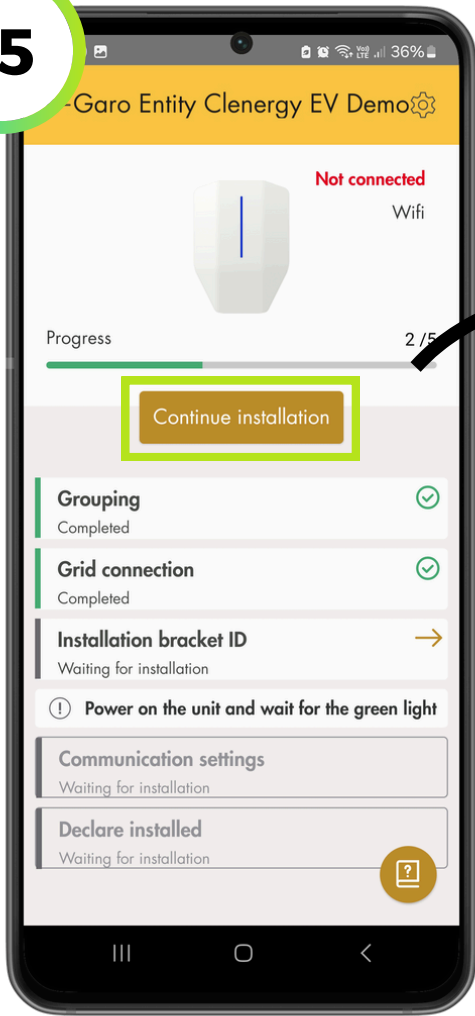 5
36%
-Garo Entity Clenergy EV Demo
Not connected
Wifi
Progress
2 /5
Continue installation
Grouping
Completed
Grid connection
Completed
Installation bracket ID
Waiting for installation
Power on the unit and wait for the green light
Communication settings
Waiting for installation
Declare installed
Waiting for installation